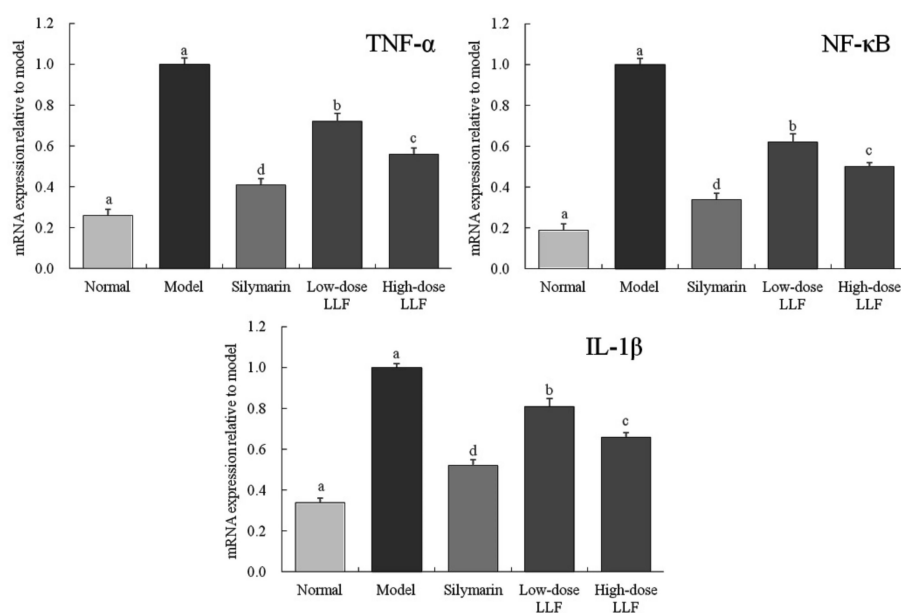 mRNA expression relative to model
TNF-α
1.2
1.0
0.8
0.6
0.4
0.2
0.0
a
a
d
b
c
Normal
Model
Silymarin
Low-dose
LLF
High-dose
LLF
mRNA expression relative to model
NF-κB
1.2
1.0
0.8
0.6
0.4
0.2
0.0
a
a
d
b
c
Normal
Model
Silymarin
Low-dose
LLF
High-dose
LLF
mRNA expression relative to model
IL-1β
1.2
1.0
0.8
0.6
0.4
0.2
0.0
a
a
d
b
c
Normal
Model
Silymarin
Low-dose
LLF
High-dose
LLF